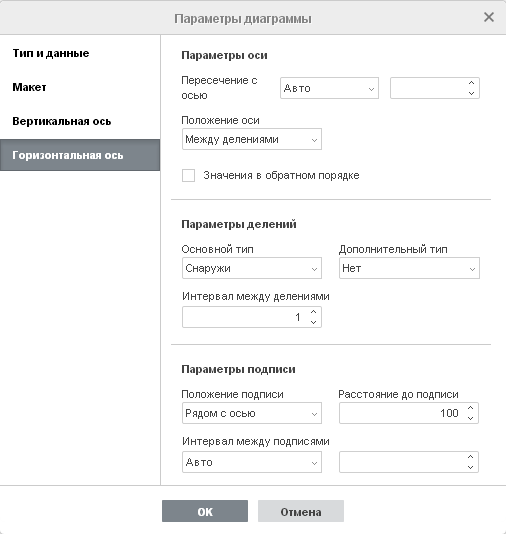 Параметры диаграммы
Тип и данные
Макет
Вертикальная ось
Горизонтальная ось
Параметры оси
Пересечение с
осью
Авто
Положение оси
Между делениями
Значения в обратном порядке
Параметры делений
Основной тип
Дополнительный тип
Снаружи
Нет
Интервал между делениями
1
Параметры подписи
Положение подписи
Расстояние до подписи
Рядом с осью
100
Интервал между подписями
Авто
OK
Отмена